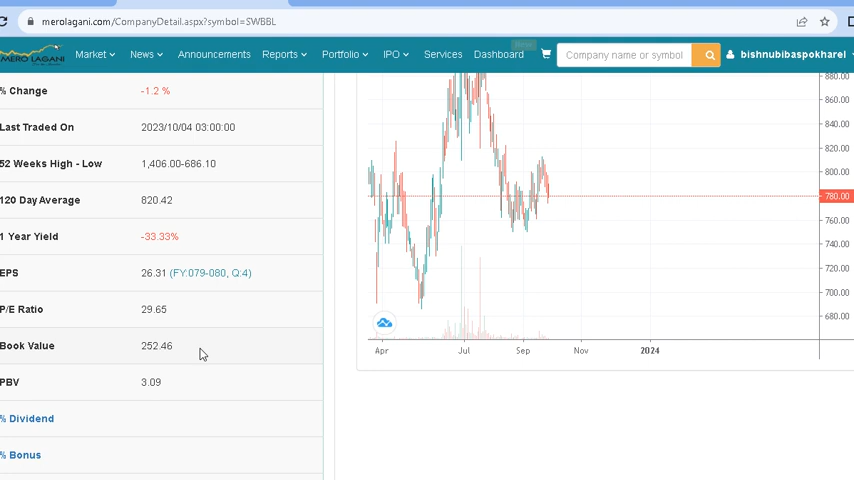 merolagani.com/CompanyDetail.aspx?symbol=SWBBL
MERO LAGANI
Market
News
Announcements
Reports
Portfolio
IPO
Services
Dashboard
Company name or symbol
bishnubibaspokharel
% Change -1.2 %
Last Traded On 2023/10/04 03:00:00
52 Weeks High - Low 1,406.00-686.10
120 Day Average 820.42
1 Year Yield -33.33%
EPS 26.31 (FY:079-080, Q:4)
P/E Ratio 29.65
Book Value 252.46
PBV 3.09
% Dividend
% Bonus
880.00
860.00
840.00
820.00
800.00
780.00
760.00
740.00
720.00
700.00
680.00
Apr Jul Sep Nov 2024